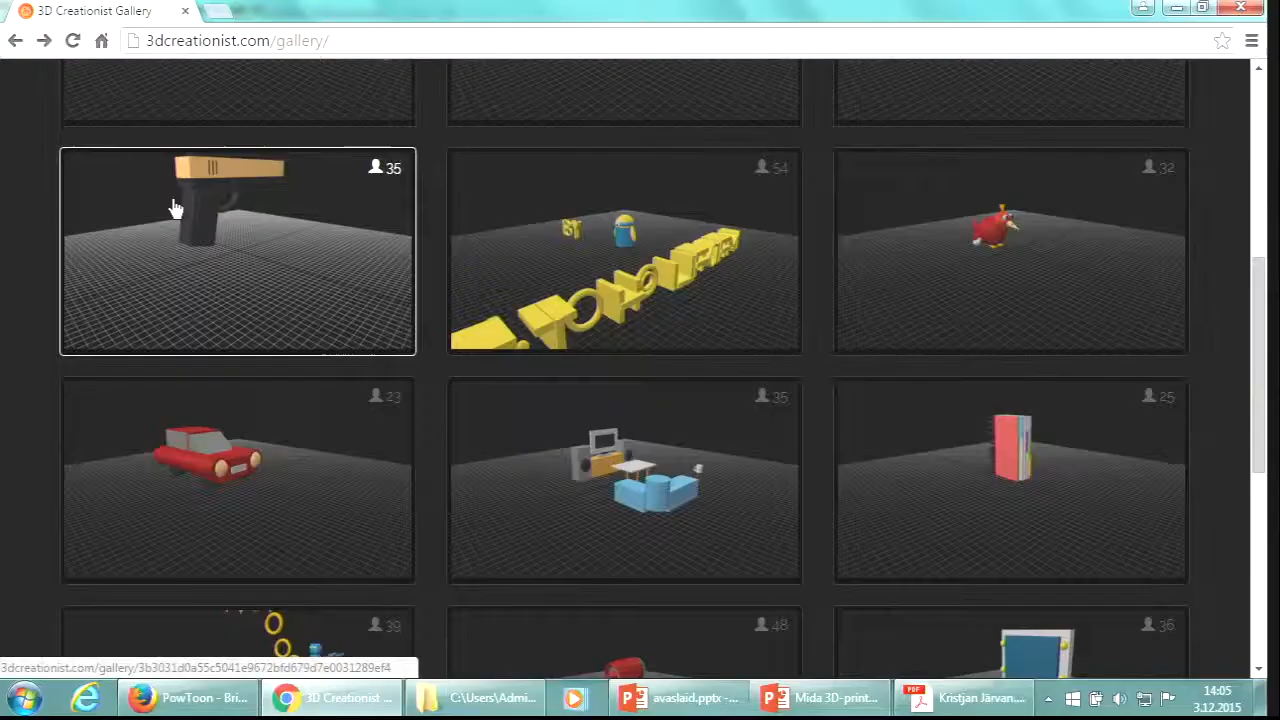 3D Creationist Gallery
3dcreationist.com/gallery/
35
54
32
23
35
25
39
48
36
3dcreationist.com/gallery/3b3031d0a55c5041e9672bfd679d7e0031289ef4
PowToon - Bri...
3D Creationist ...
C:\Users\Admi...
avaslaid.pptx -...
Mida 3D-print...
Kristjan Järvan...
14:05
3.12.2015